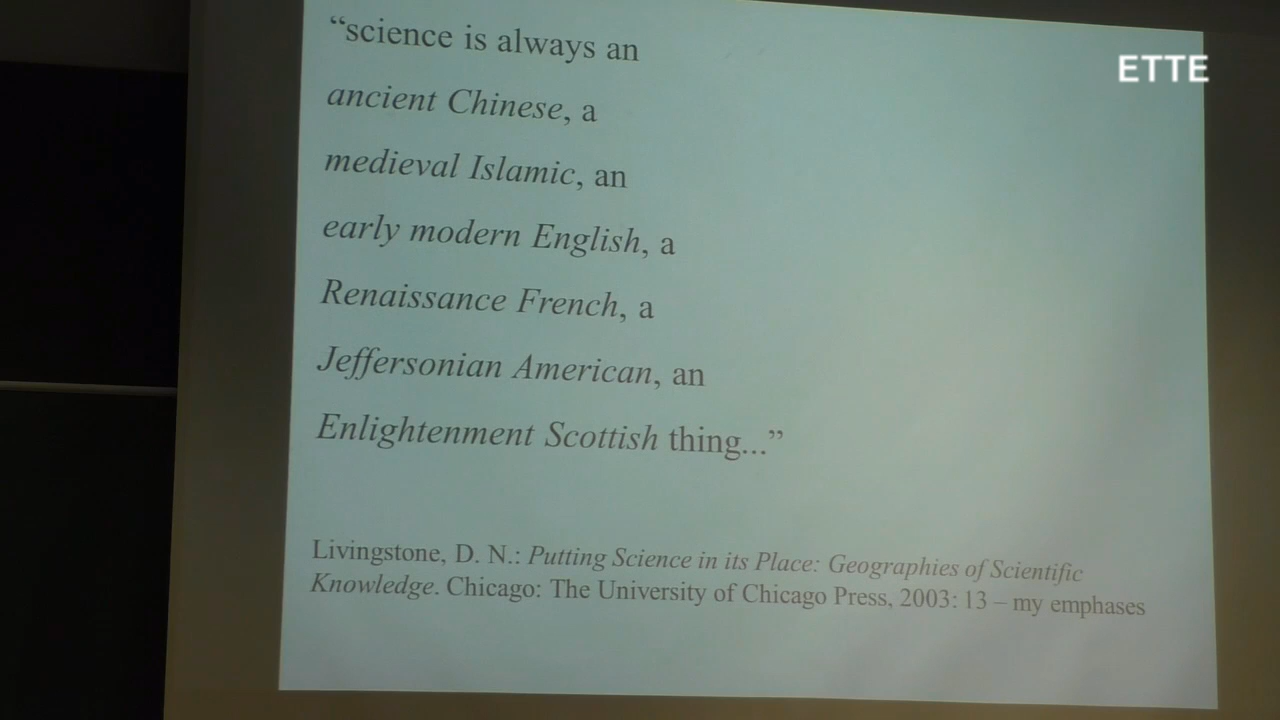 ETTE
“science is always an
ancient Chinese, a
medieval Islamic, an
early modern English, a
Renaissance French, a
Jeffersonian American, an
Enlightenment Scottish thing...”
Livingstone, D. N.: Putting Science in its Place: Geographies of Scientific
Knowledge. Chicago: The University of Chicago Press, 2003: 13 – my emphases